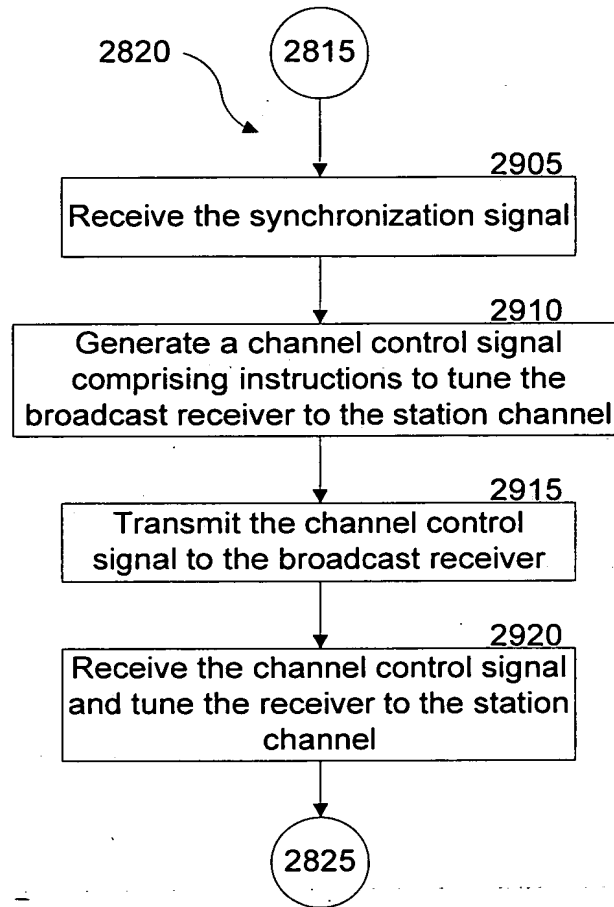 2820
2815
2905
Receive the synchronization signal
2910
Generate a channel control signal
comprising instructions to tune the
broadcast receiver to the station channel
2915
Transmit the channel control
signal to the broadcast receiver
2920
Receive the channel control signal
and tune the receiver to the station
channel
2825